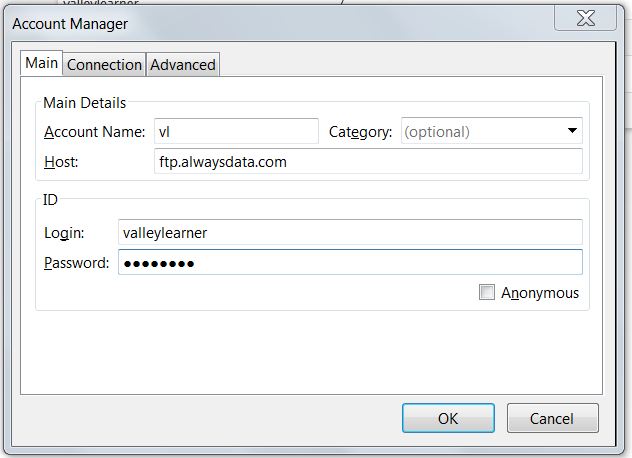 valleylearner
Account Manager
Main Connection Advanced
Main Details
Account Name: vl Category: (optional)
Host: ftp.alwaysdata.com
ID
Login: valleylearner
Password: ●●●●●●●●
Anonymous
OK Cancel